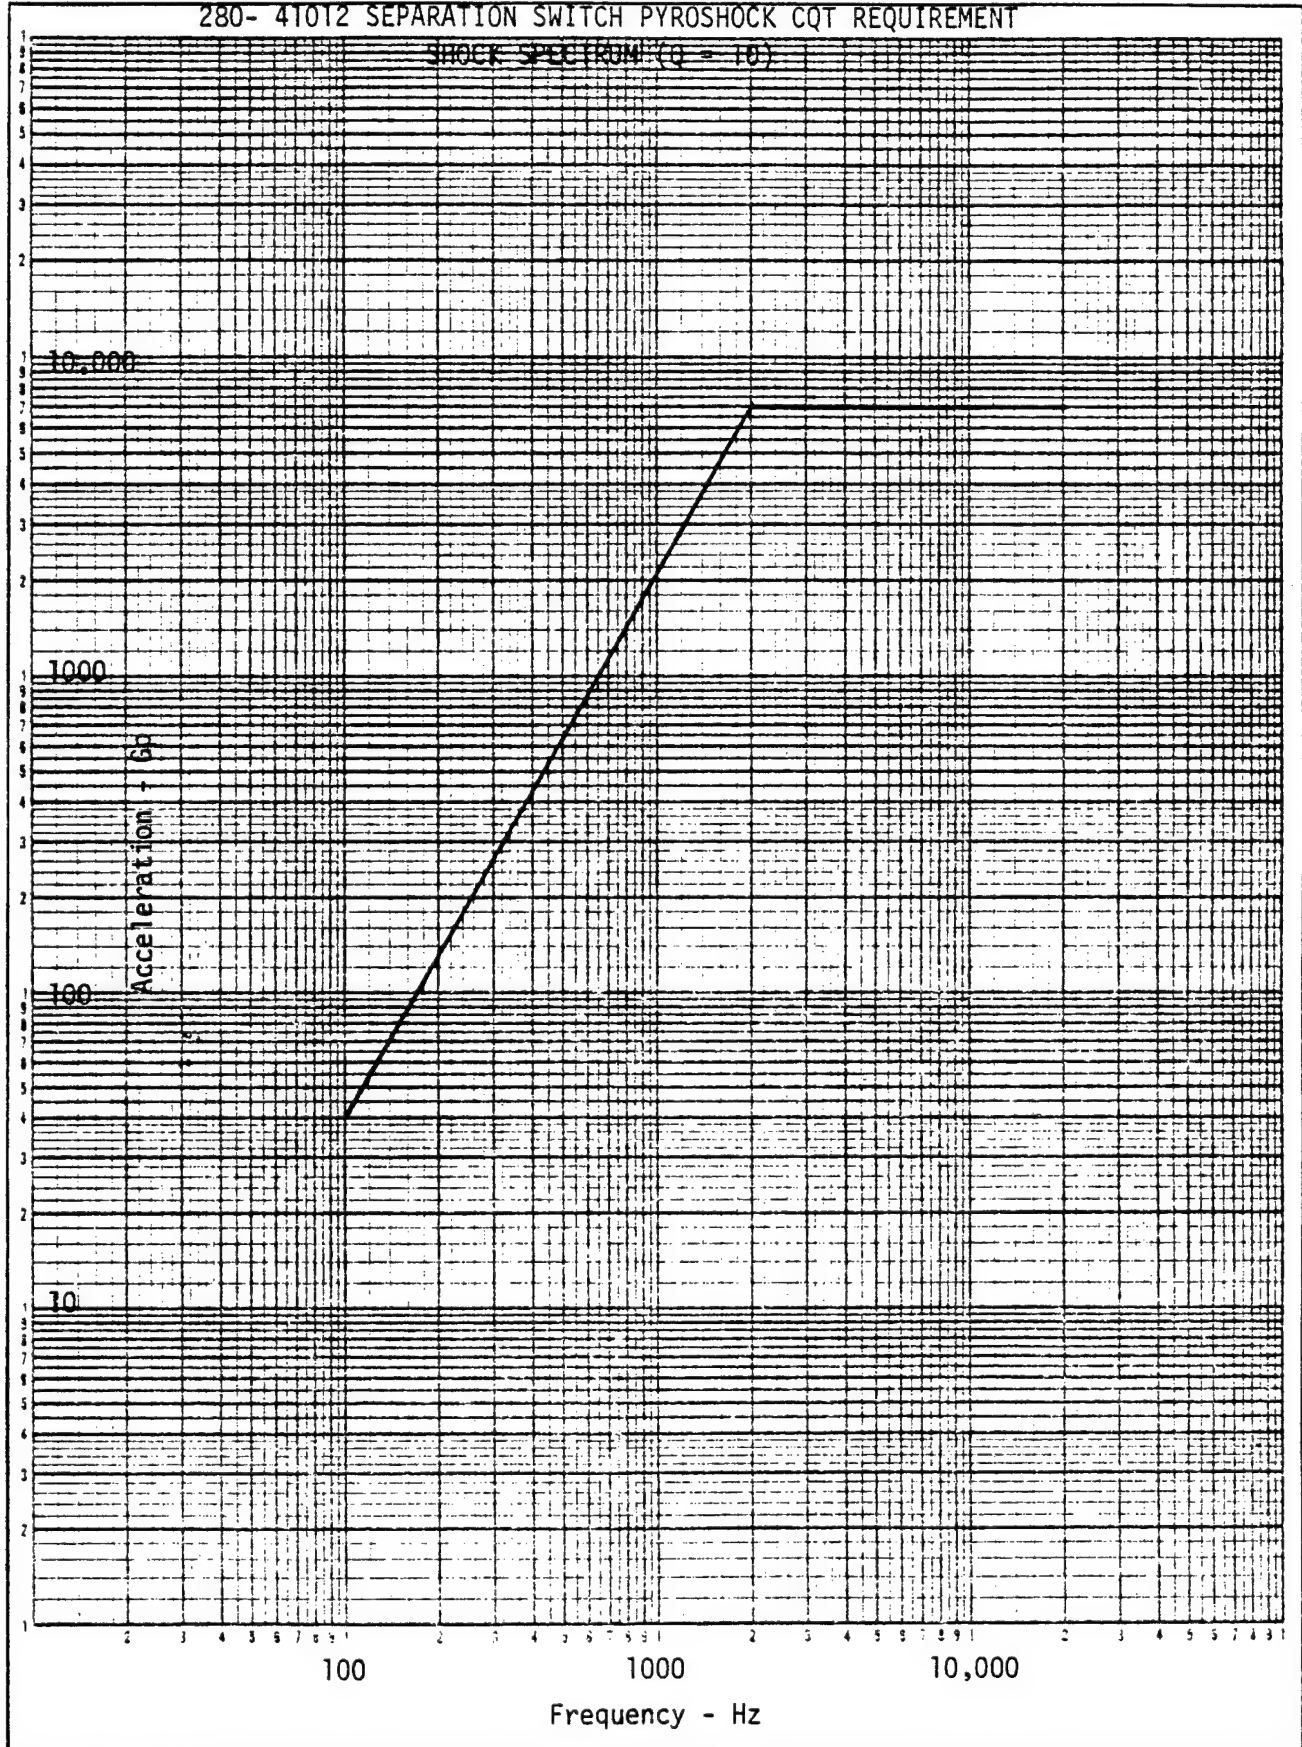 280- 41012 SEPARATION SWITCH PYROSHOCK CQT REQUIREMENT
SHOCK SPECTRUM (Q = 10)
10,000
1000
100
10
Acceleration - Gp
100 1000 10,000
Frequency - Hz